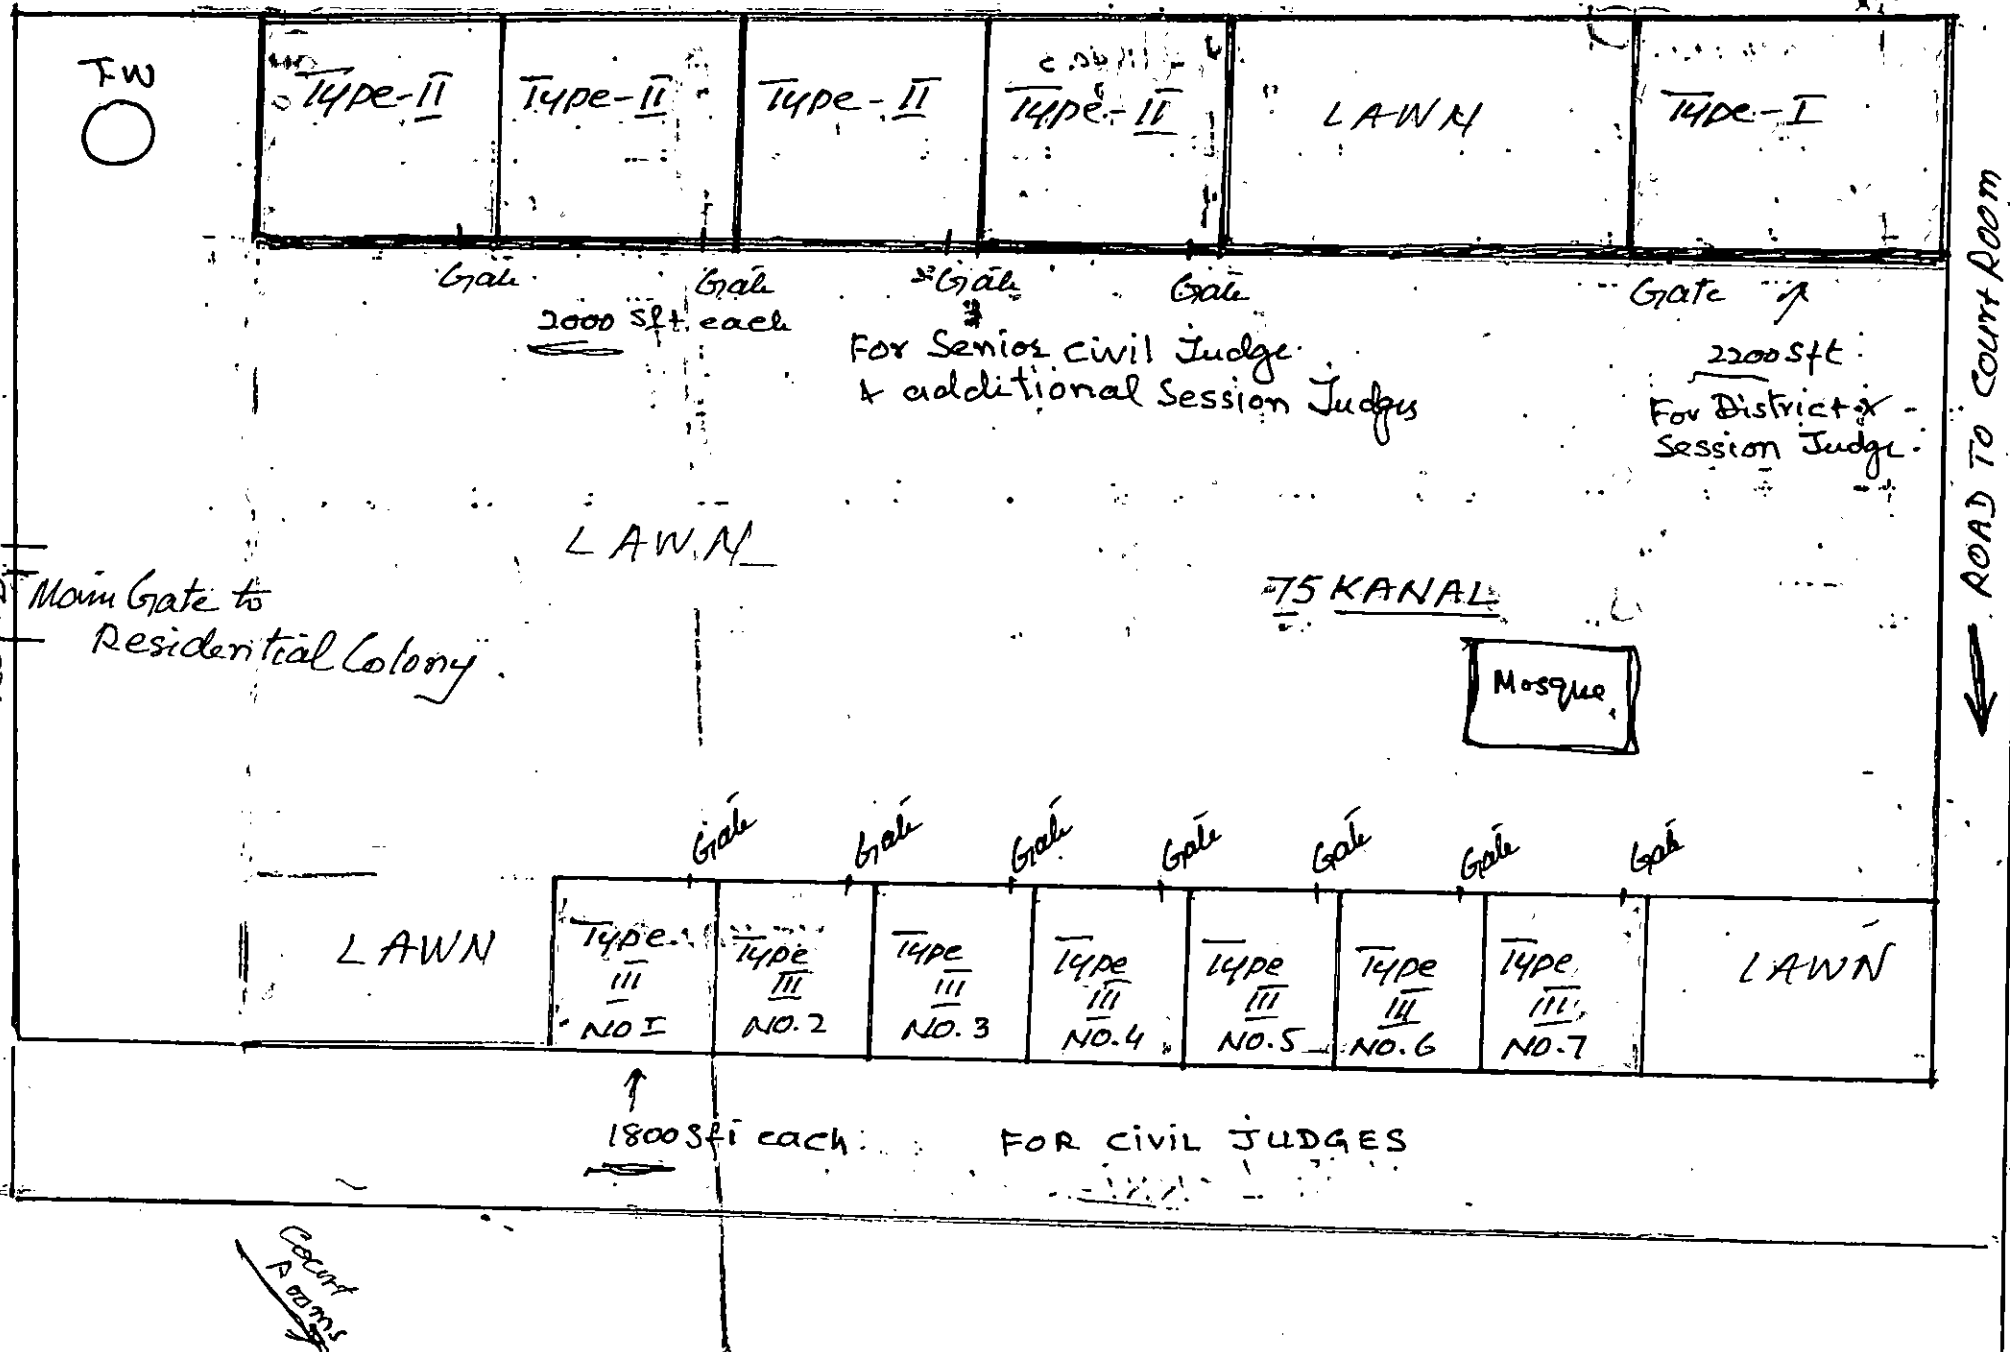 TW
Type-II
Type-II
Type-II
Type-II
LAWN
Type-I
Gate
Gate
Gate
Gate
Gate
2000 Sft each
For Senior Civil Judge
& additional Session Judges
2200 Sft
For District &
Session Judge
ROAD TO Court ROOM
LAWN
75 KANAL
Main Gate to
Residential Colony
Mosque
Gate
Gate
Gate
Gate
Gate
Gate
Gate
LAWN
Type
III
NO I
Type
III
NO.2
Type
III
NO.3
Type
III
NO.4
Type
III
NO.5
Type
III
NO.6
Type
III
NO.7
LAWN
1800 Sft each
FOR CIVIL JUDGES
Court
Rooms